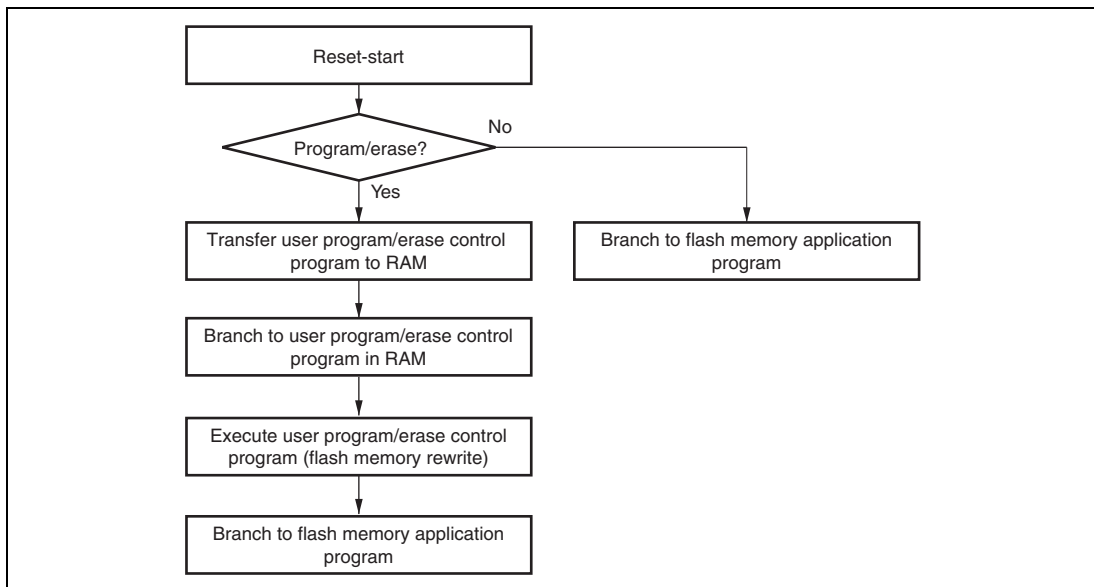 Reset-start
Program/erase?
No
Yes
Transfer user program/erase control
program to RAM
Branch to flash memory application
program
Branch to user program/erase control
program in RAM
Execute user program/erase control
program (flash memory rewrite)
Branch to flash memory application
program